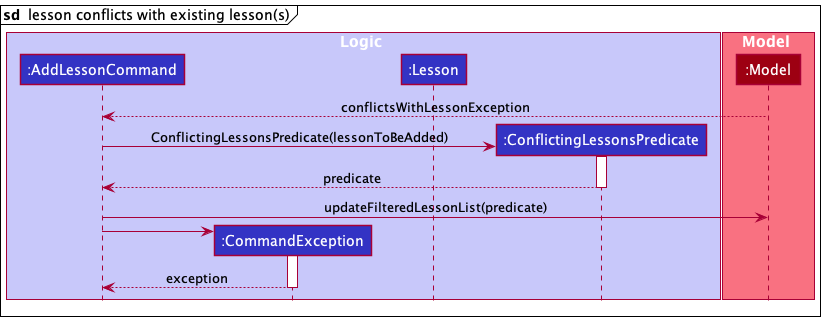 sd lesson conflicts with existing lesson(s)
Logic
Model
:AddLessonCommand
:Lesson
:Model
conflictsWithLessonException
ConflictingLessonsPredicate(lessonToBeAdded)
:ConflictingLessonsPredicate
predicate
updateFilteredLessonList(predicate)
:CommandException
exception